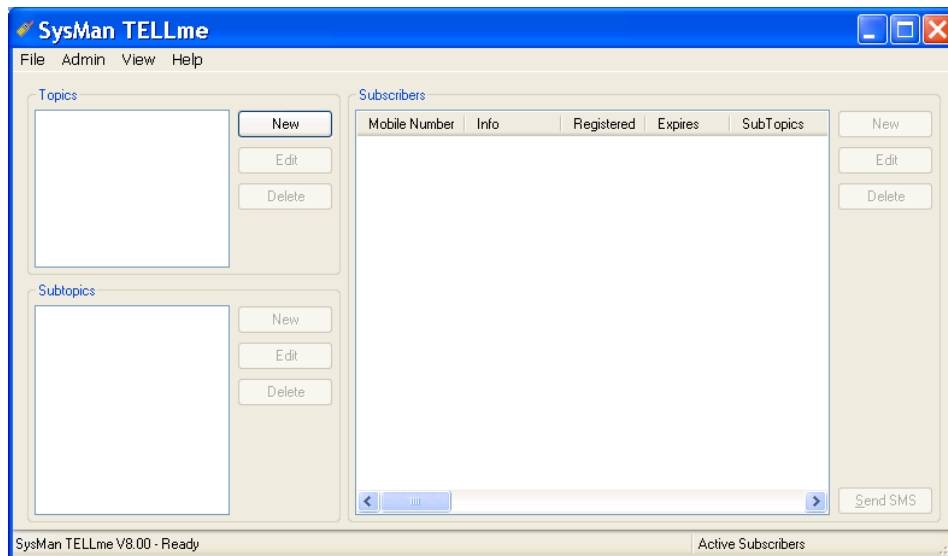 SysMan TELLme
File Admin View Help
Topics
New
Edit
Delete
Subtopics
New
Edit
Delete
Subscribers
Mobile Number Info Registered Expires SubTopics
New
Edit
Delete
Send SMS
SysMan TELLme V8.00 - Ready Active Subscribers